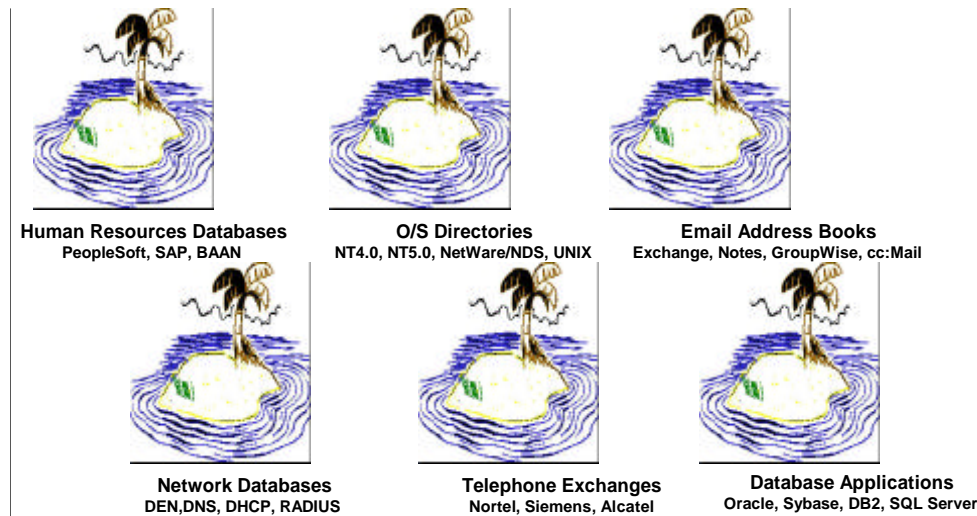 Human Resources Databases
PeopleSoft, SAP, BAAN
O/S Directories
NT4.0, NT5.0, NetWare/NDS, UNIX
Email Address Books
Exchange, Notes, GroupWise, cc:Mail
Network Databases
DEN,DNS, DHCP, RADIUS
Telephone Exchanges
Nortel, Siemens, Alcatel
Database Applications
Oracle, Sybase, DB2, SQL Server